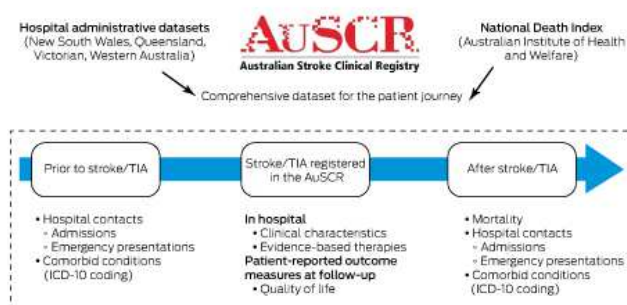 Hospital administrative datasets
(New South Wales, Queensland,
Victorian, Western Australia)
AuSCR
Australian Stroke Clinical Registry
National Death Index
(Australian Institute of Health
and Welfare)
Comprehensive dataset for the patient journey
Prior to stroke/TIA
Stroke/TIA registered
in the AuSCR
After stroke/TIA
• Hospital contacts
◦ Admissions
◦ Emergency presentations
• Comorbid conditions
(ICD-10 coding)
In hospital
• Clinical characteristics
• Evidence-based therapies
Patient-reported outcome
measures at follow-up
• Quality of life
• Mortality
• Hospital contacts
◦ Admissions
◦ Emergency presentations
• Comorbid conditions
(ICD-10 coding)